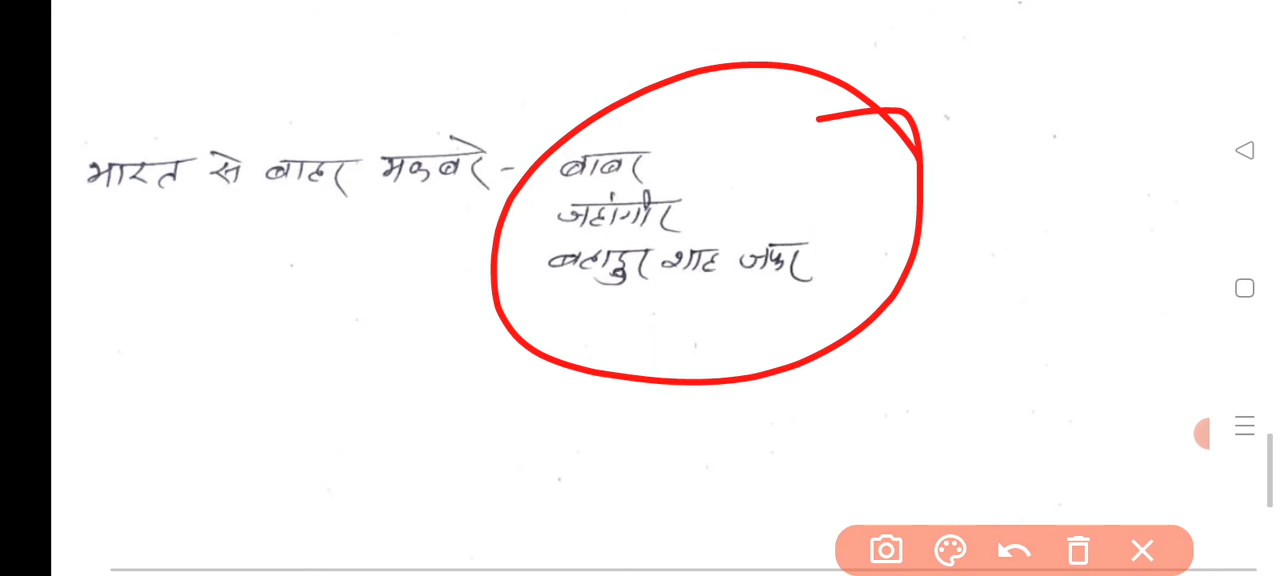 भारत से बाहर मकबरे - बाबर
जहांगीर
बहादुर शाह जफर